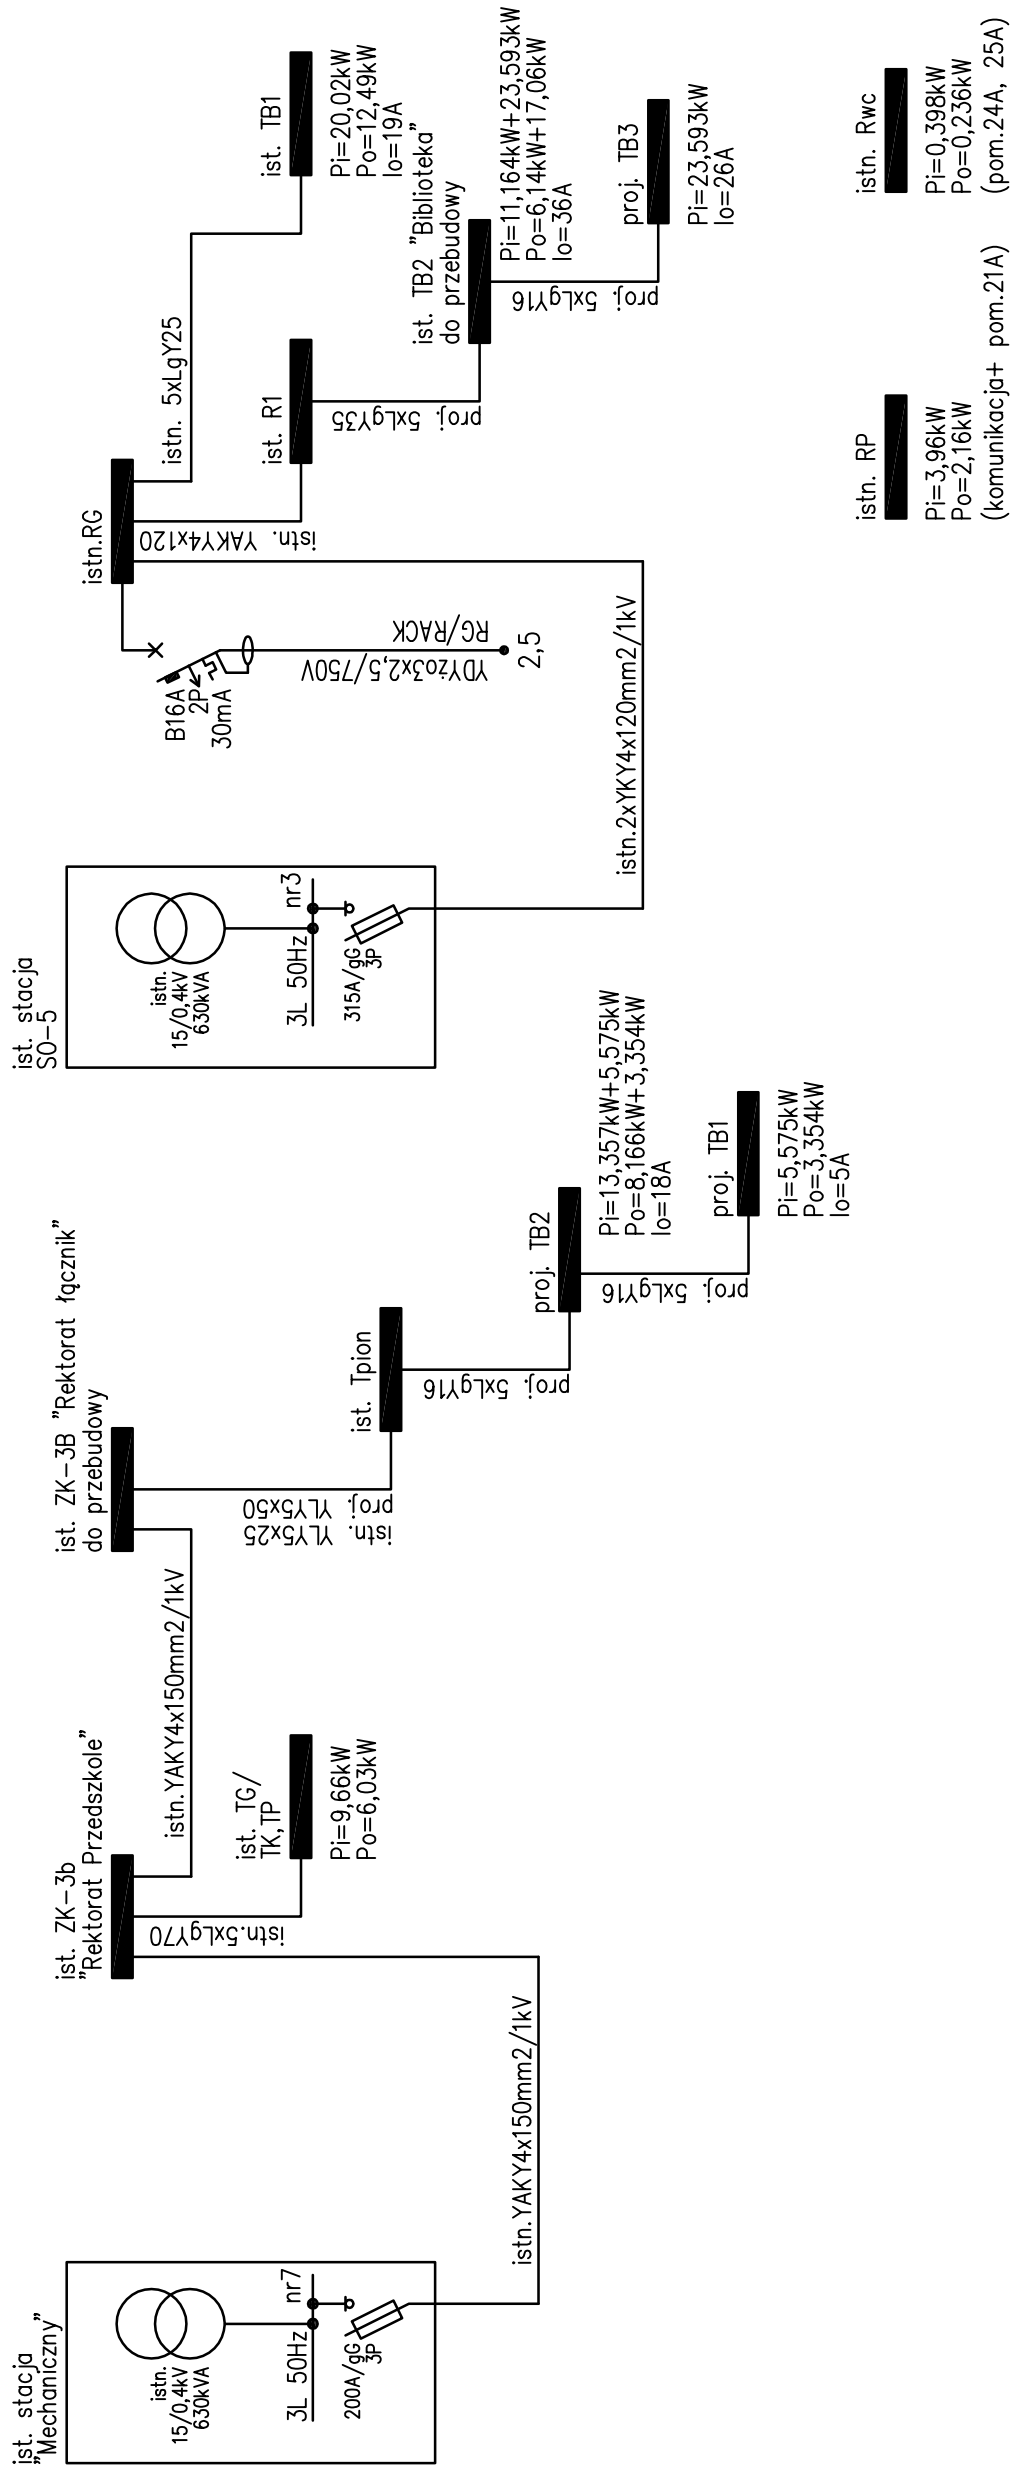 ist. stacja
"Mechaniczny"
istn.
15/0,4kV
630kVA
3L 50Hz
nr7
200A/gG
3P
istn.YAKY4x150mm2/1kV
ist. ZK-3b
"Rektorat Przedszkole"
istn.5xLgY70
ist. TG/
TK,TP
Pi=9,66kW
Po=6,03kW
istn.YAKY4x150mm2/1kV
ist. ZK-3B "Rektorat łącznik"
do przebudowy
istn. YLY5x25
proj. YLY5x50
ist. Tpion
proj. 5xLgY16
proj. TB2
Pi=13,357kW+5,575kW
Po=8,166kW+3,354kW
Io=18A
proj. 5xLgY16
proj. TB1
Pi=5,575kW
Po=3,354kW
Io=5A
ist. stacja
SO-5
istn.
15/0,4kV
630kVA
3L 50Hz
nr3
315A/gG
3P
istn.2xYKY4x120mm2/1kV
istn.RG
B16A
2P
30mA
YDYżo3x2,5/750V
RG/RACK
2,5
istn. YAKY4x120
istn. 5xLgY25
ist. TB1
Pi=20,02kW
Po=12,49kW
Io=19A
ist. R1
proj. 5xLgY35
ist. TB2 "Biblioteka"
do przebudowy
Pi=11,164kW+23,593kW
Po=6,14kW+17,06kW
Io=36A
proj. 5xLgY16
proj. TB3
Pi=23,593kW
Io=26A
istn. RP
Pi=3,96kW
Po=2,16kW
(komunikacja+ pom.21A)
istn. Rwc
Pi=0,398kW
Po=0,236kW
(pom.24A, 25A)